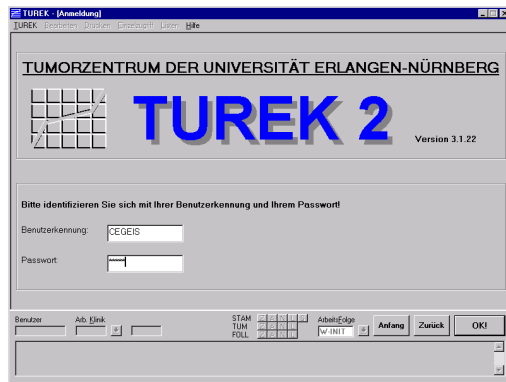 TUREK - [Anmeldung]
TUREK Bearbeiten Drucken Einzelzugriff Listen Hilfe
TUMORZENTRUM DER UNIVERSITÄT ERLANGEN-NÜRNBERG
TUREK 2
Version 3.1.22
Bitte identifizieren Sie sich mit Ihrer Benutzerkennung und Ihrem Passwort!
Benutzerkennung: CEGEIS
Passwort: *****
Benutzer Arb. Klinik STAM ArbeitsFolge
TUM W-INIT Anfang Zurück OK!
FOLL